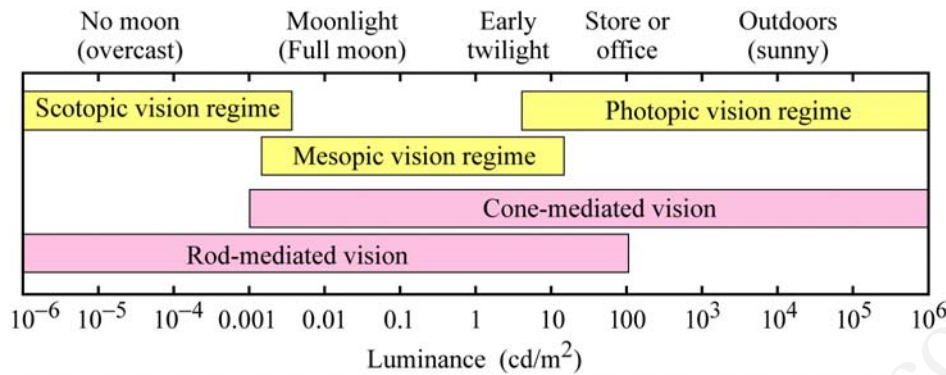 No moon Moonlight Early Store or Outdoors
(overcast) (Full moon) twilight office (sunny)
Scotopic vision regime Photopic vision regime
Mesopic vision regime
Cone-mediated vision
Rod-mediated vision
10⁻⁶ 10⁻⁵ 10⁻⁴ 0.001 0.01 0.1 1 10 100 10³ 10⁴ 10⁵ 10⁶
Luminance (cd/m²)